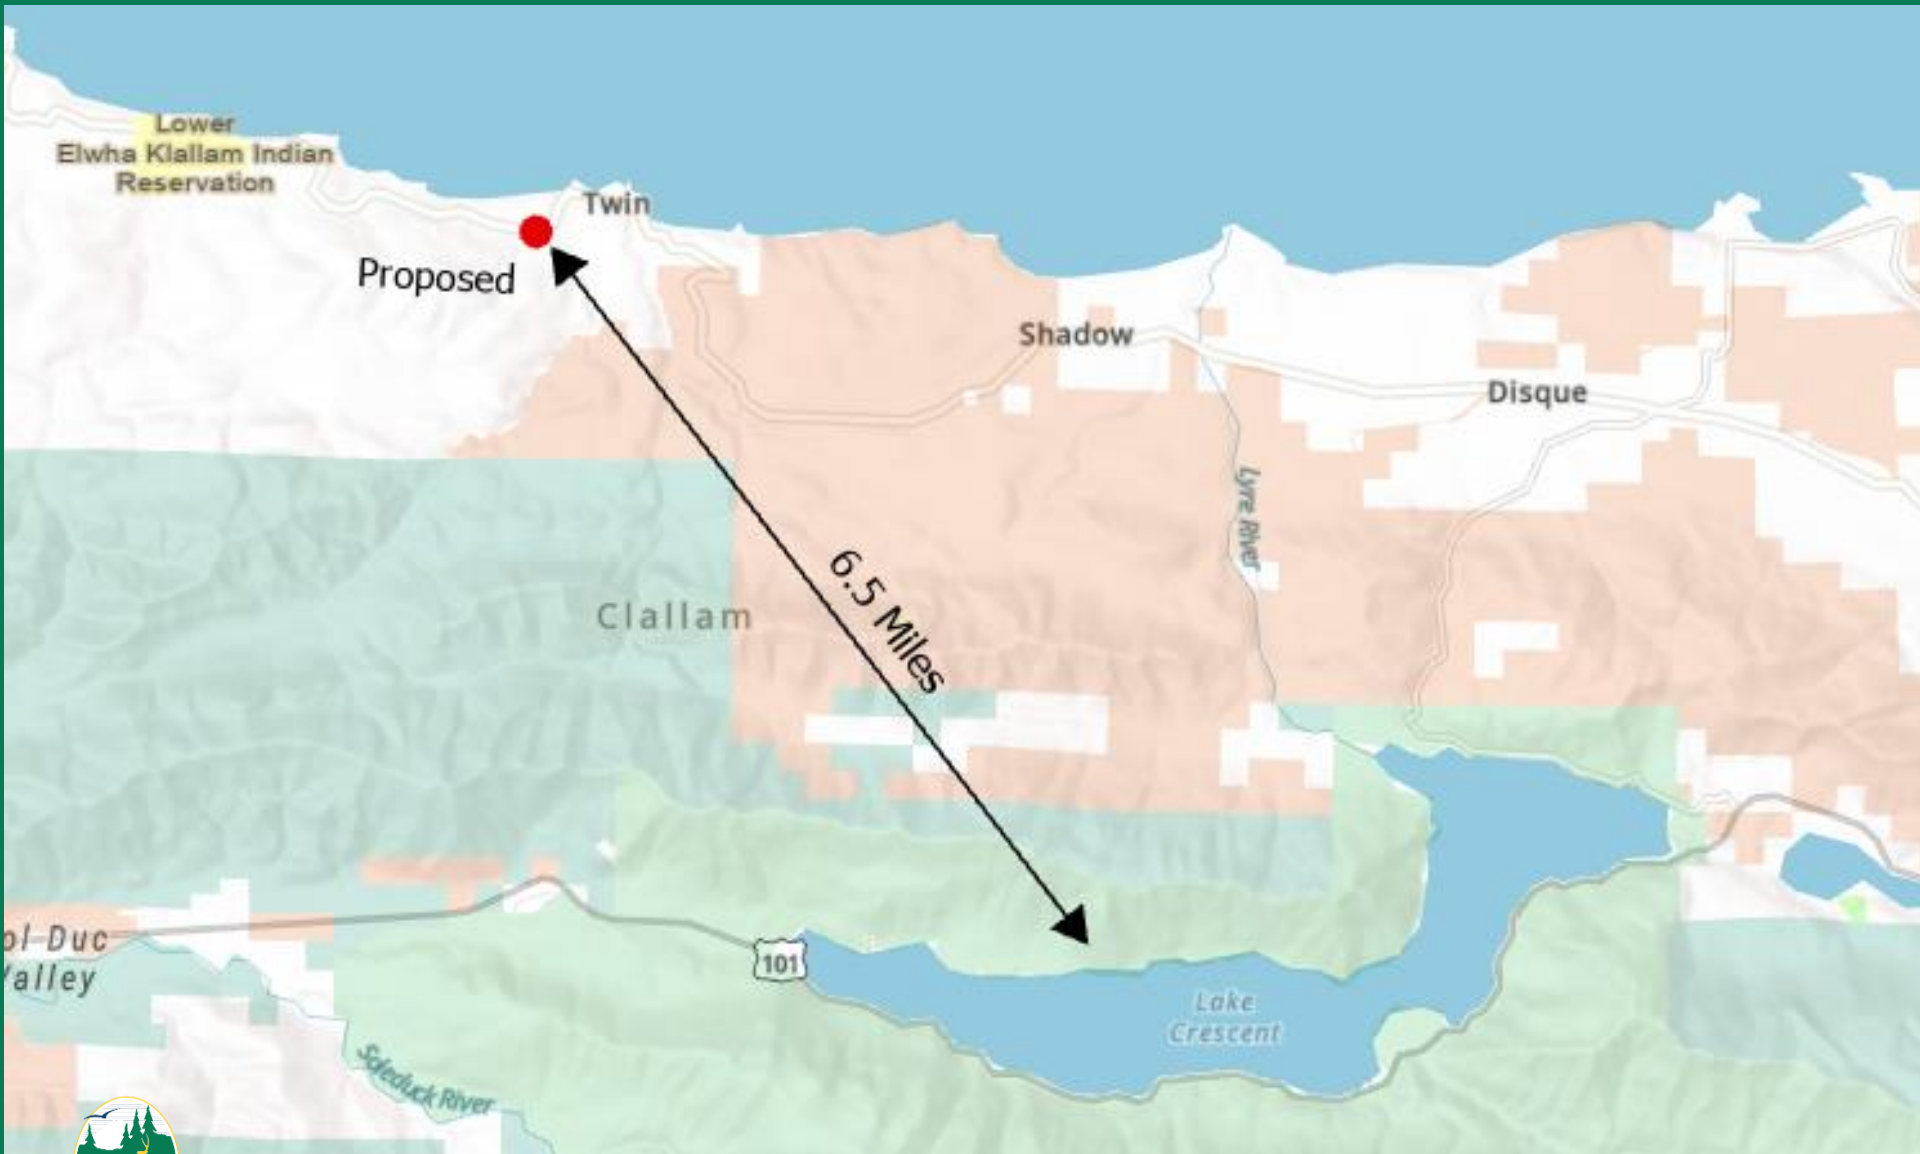 Lower
Elwha Klallam Indian
Reservation
Twin
Proposed
Shadow
Disque
Lyre River
6.5 Miles
Clallam
ol Duc
Valley
101
Lake
Crescent
Soleduck River